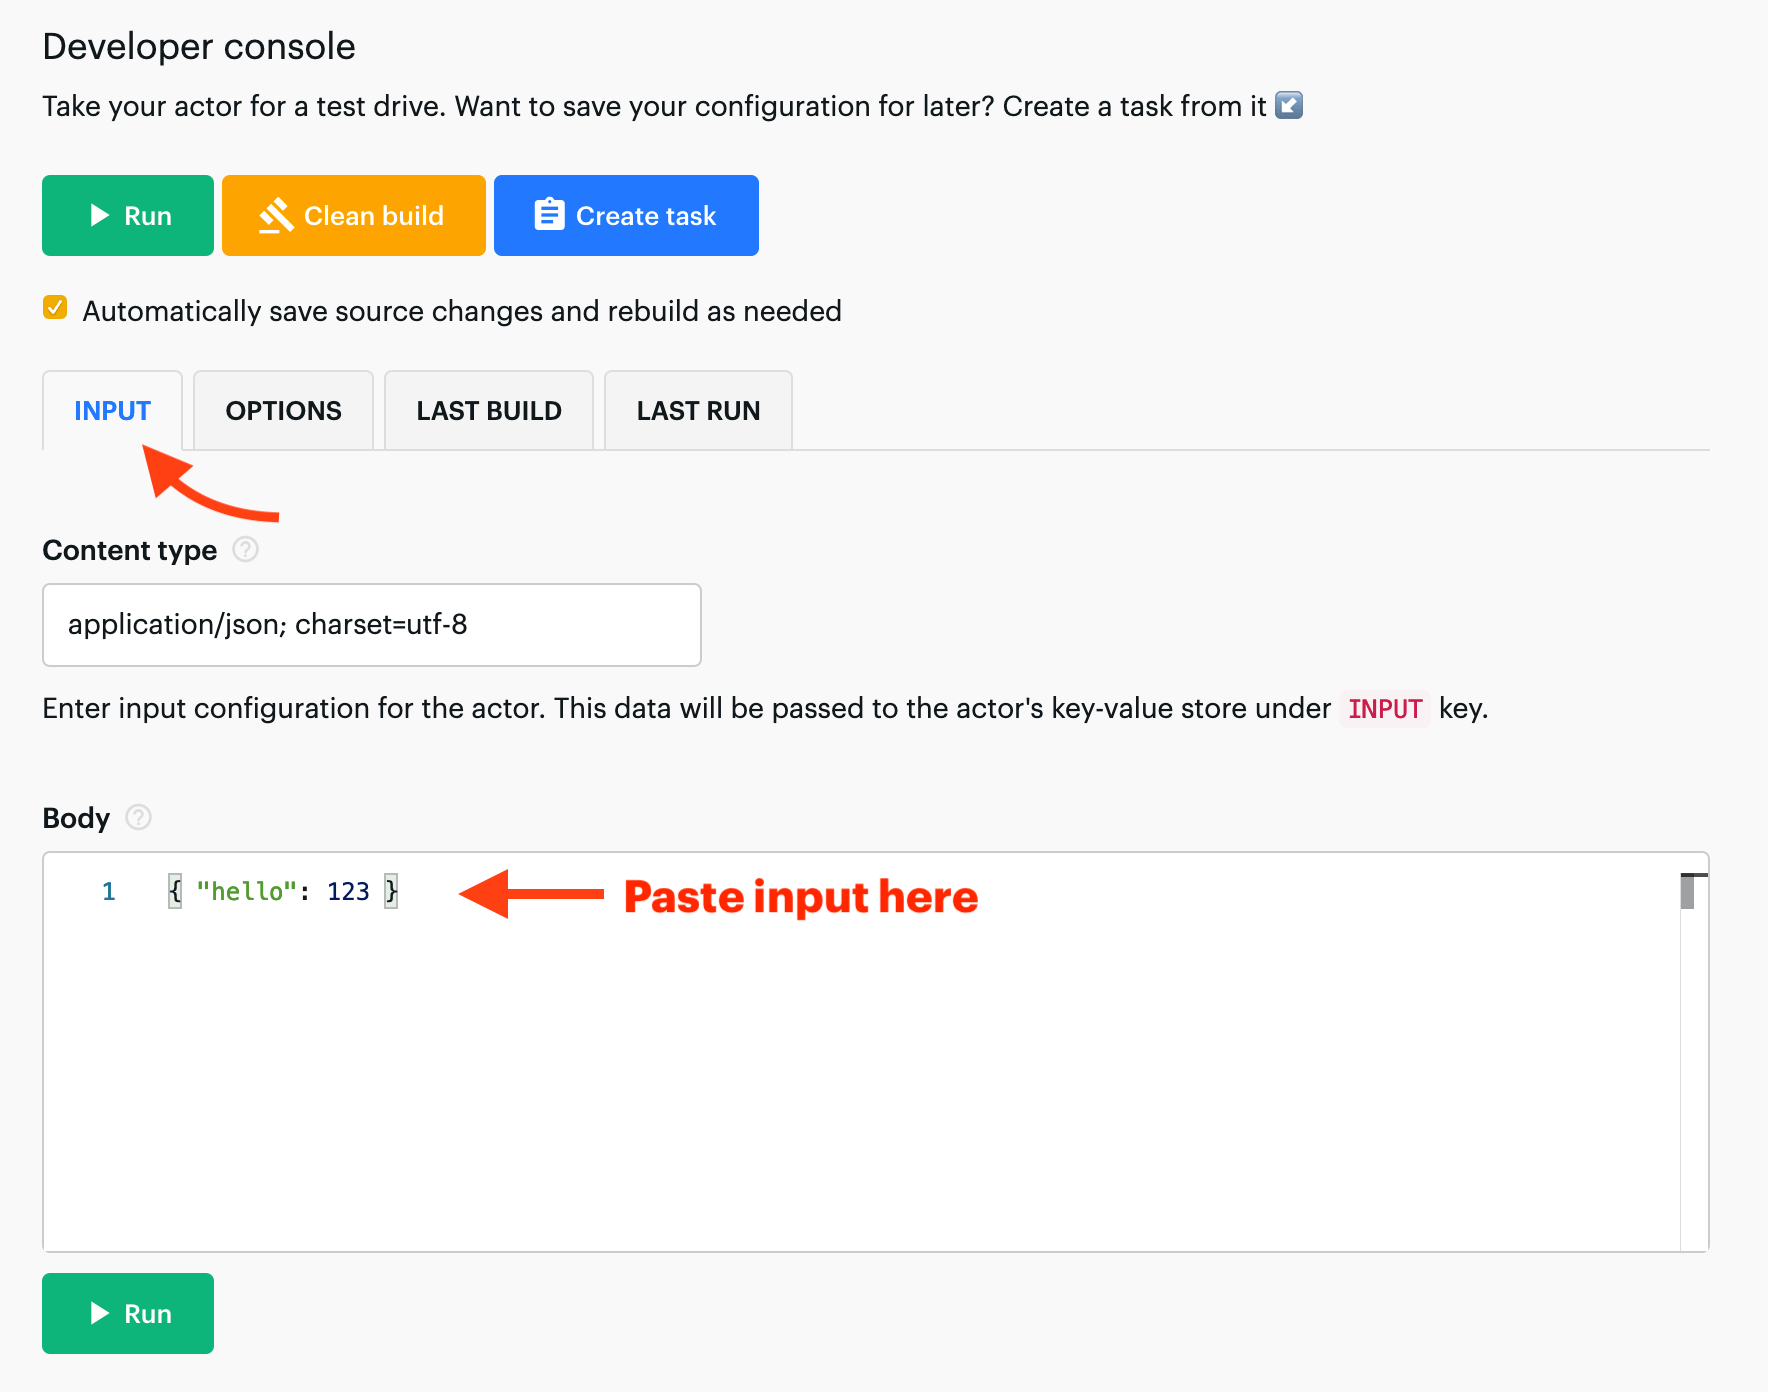 Developer console
Take your actor for a test drive. Want to save your configuration for later? Create a task from it ↙️
Run
Clean build
Create task
Automatically save source changes and rebuild as needed
INPUT
OPTIONS
LAST BUILD
LAST RUN
Content type ?
application/json; charset=utf-8
Enter input configuration for the actor. This data will be passed to the actor's key-value store under INPUT key.
Body ?
1 { "hello": 123 }
Paste input here
Run